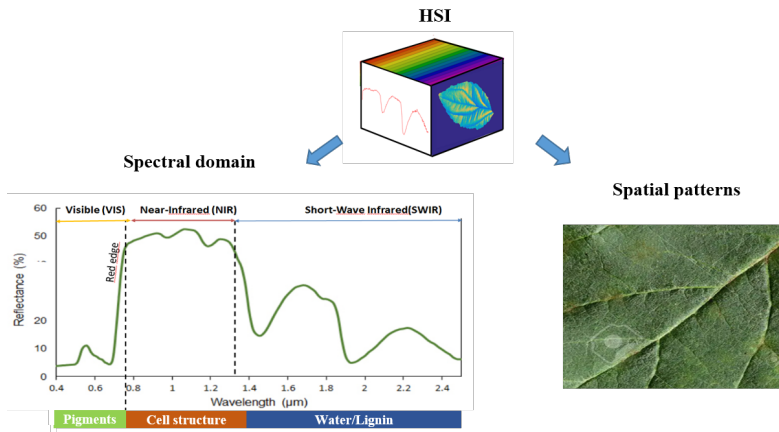 HSI
Spectral domain
Spatial patterns
Visible (VIS)
Near-Infrared (NIR)
Short-Wave Infrared(SWIR)
60
50
20
10
0
Reflectance (%)
Red edge
0.4
0.6
0.8
1
1.2
1.4
1.6
1.8
2
2.2
2.4
Wavelength (µm)
Pigments
Cell structure
Water/Lignin